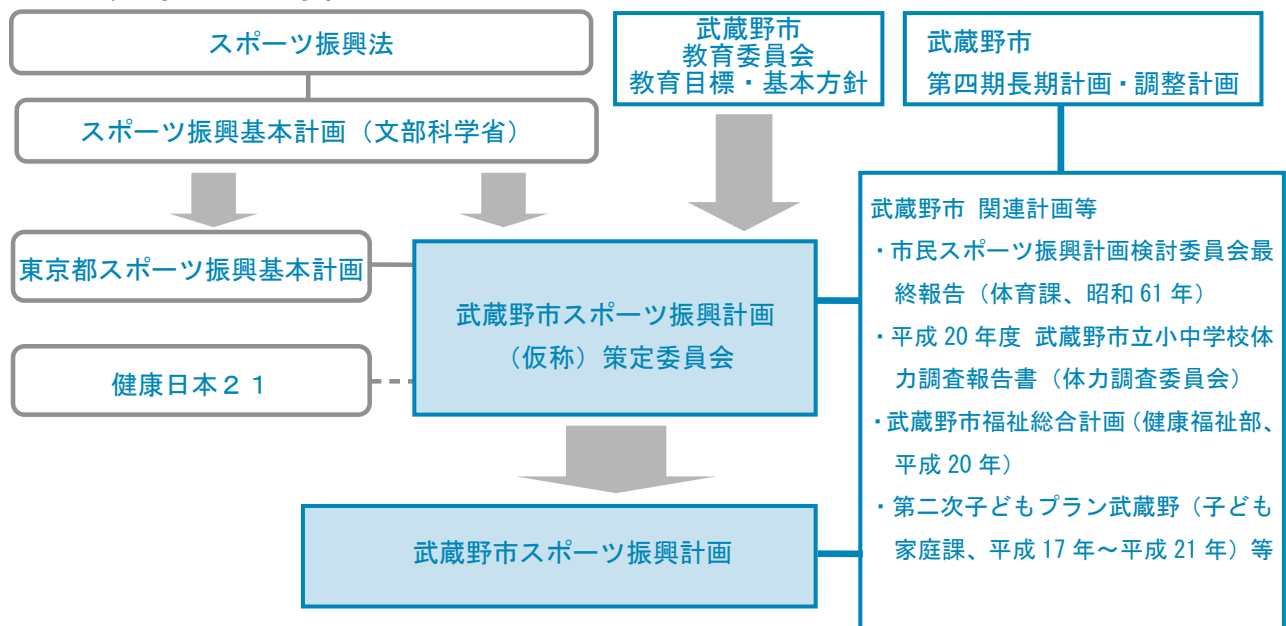 スポーツ振興法
武蔵野市
教育委員会
教育目標・基本方針
武蔵野市
第四期長期計画・調整計画
スポーツ振興基本計画（文部科学省）
東京都スポーツ振興基本計画
健康日本２１
武蔵野市スポーツ振興計画
（仮称）策定委員会
武蔵野市スポーツ振興計画
武蔵野市 関連計画等
・市民スポーツ振興計画検討委員会最
終報告（体育課、昭和 61 年）
・平成 20 年度 武蔵野市立小中学校体
力調査報告書（体力調査委員会）
・武蔵野市福祉総合計画（健康福祉部、
平成 20 年）
・第二次子どもプラン武蔵野（子ども
家庭課、平成 17 年～平成 21 年）等